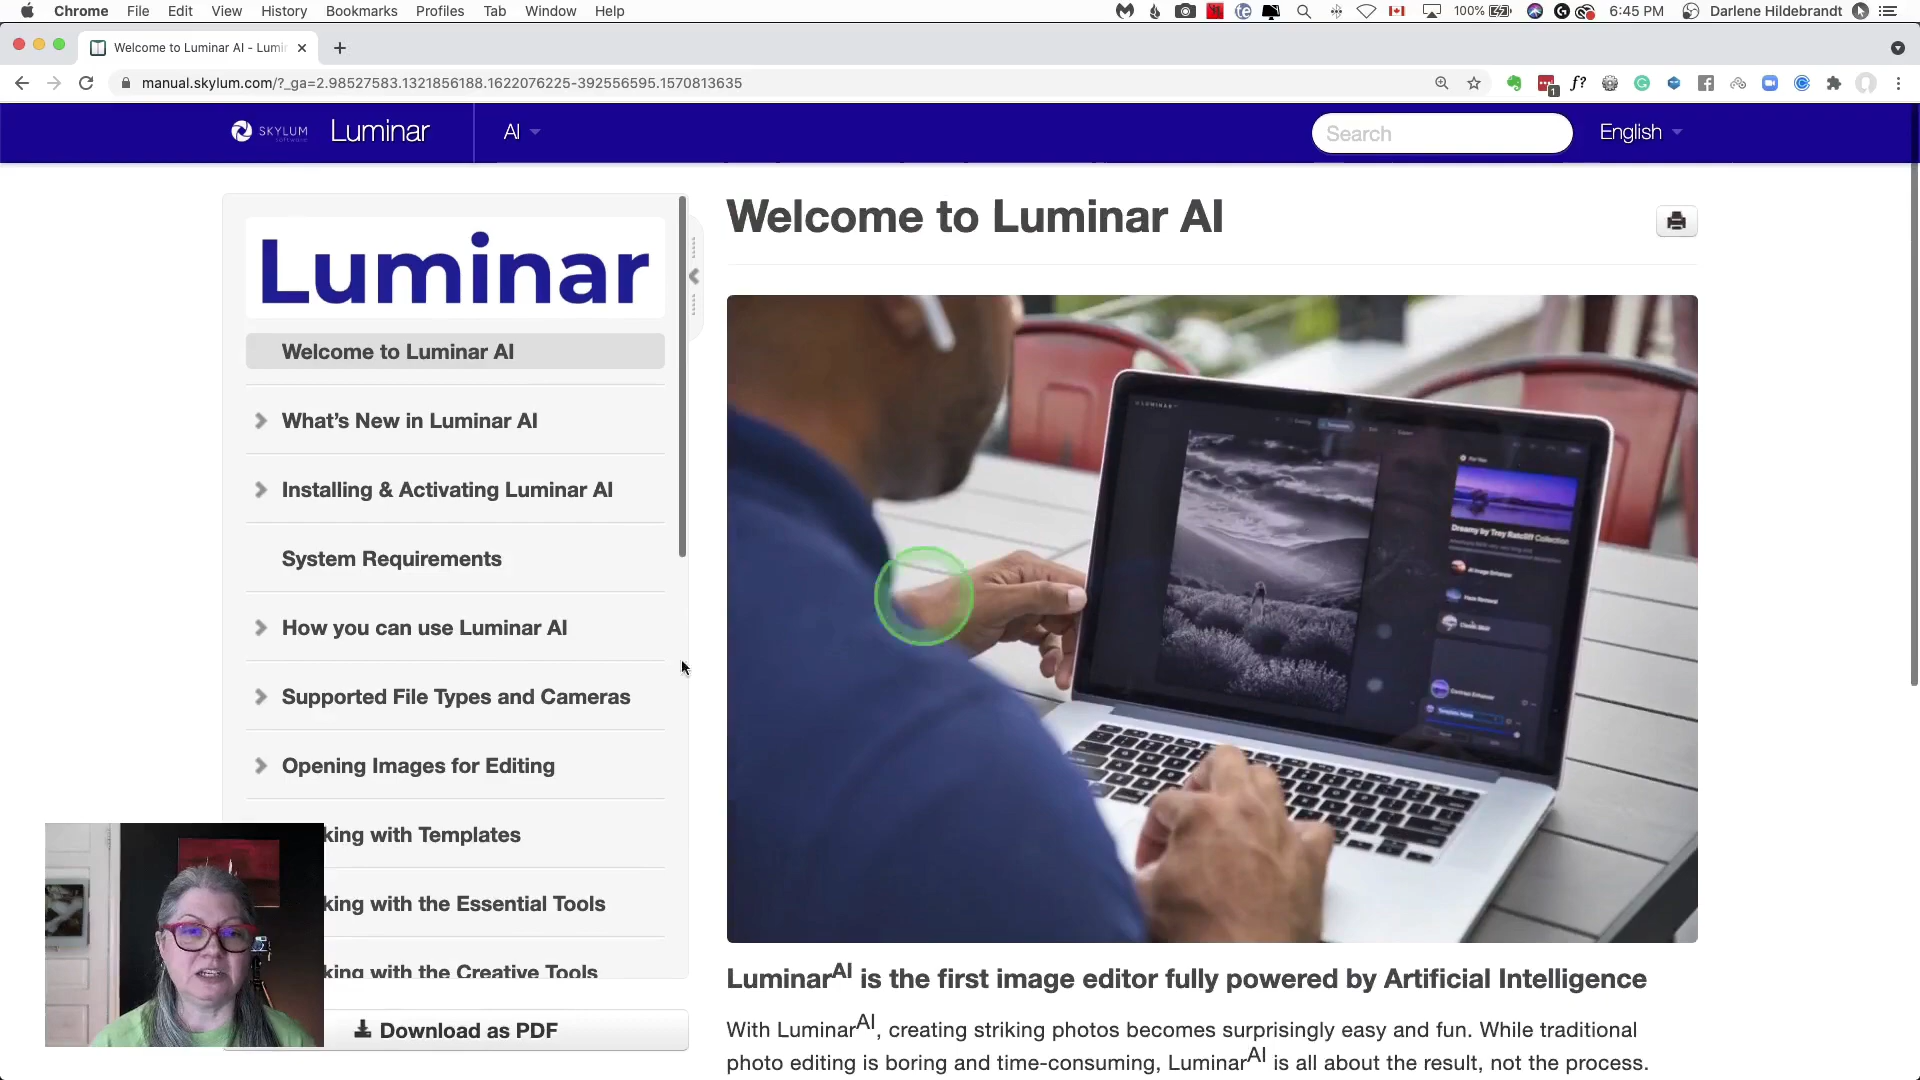 Chrome File Edit View History Bookmarks Profiles Tab Window Help
100% 6:45 PM Darlene Hildebrandt
Welcome to Luminar AI - Lumi
manual.skylum.com/?_ga=2.98527583.1321856188.1622076225-392556595.1570813635
SKYLUM Luminar AI Search English
Luminar
Welcome to Luminar AI
What's New in Luminar AI
Installing & Activating Luminar AI
System Requirements
How you can use Luminar AI
Supported File Types and Cameras
Opening Images for Editing
king with Templates
king with the Essential Tools
king with the Creative Tools
Download as PDF
Welcome to Luminar AI
LUMINAR
Dreamy by Trey Ratcliff Collection
LuminarAI is the first image editor fully powered by Artificial Intelligence
With LuminarAI, creating striking photos becomes surprisingly easy and fun. While traditional
photo editing is boring and time-consuming, LuminarAI is all about the result, not the process.